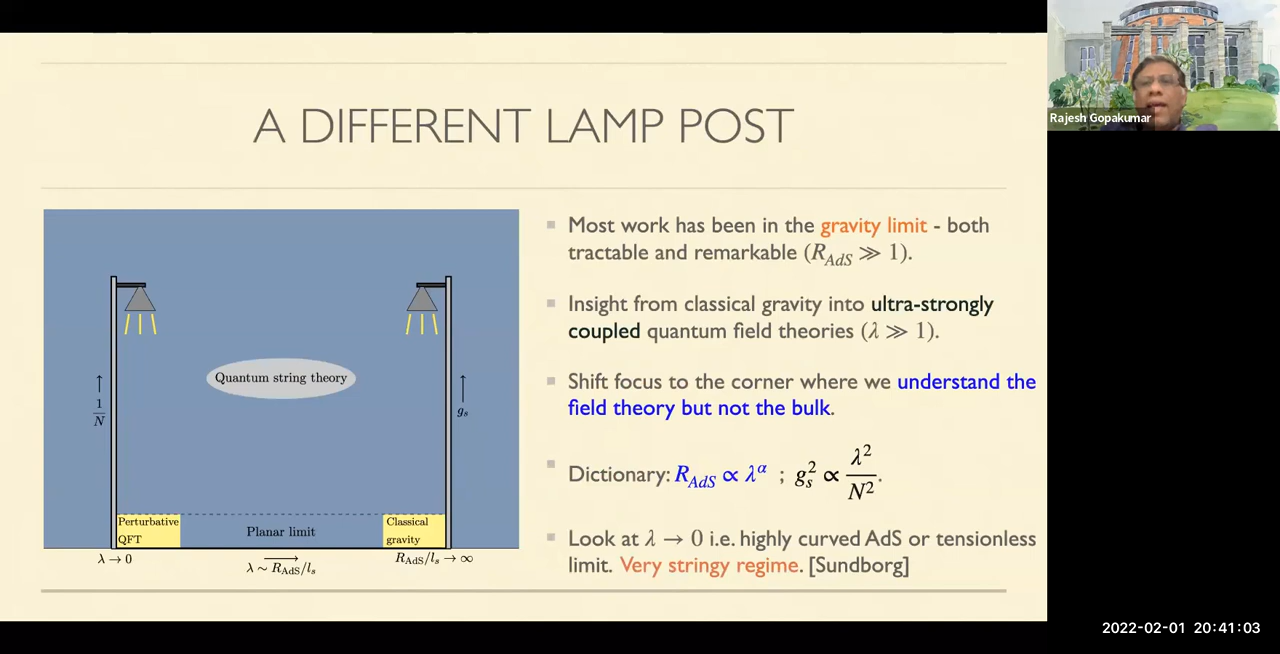 A DIFFERENT LAMP POST
Quantum string theory
↑
1/N
↑
g_s
Perturbative
QFT
Planar limit
Classical
gravity
λ → 0
→
λ ∼ R_AdS/l_s
R_AdS/l_s → ∞
Most work has been in the gravity limit - both
tractable and remarkable (R_AdS ≫ 1).
Insight from classical gravity into ultra-strongly
coupled quantum field theories (λ ≫ 1).
Shift focus to the corner where we understand the
field theory but not the bulk.
Dictionary: R_AdS ∝ λ^α ; g_s^2 ∝ λ^2/N^2.
Look at λ → 0 i.e. highly curved AdS or tensionless
limit. Very stringy regime. [Sundborg]
Rajesh Gopakumar
2022-02-01 20:41:03